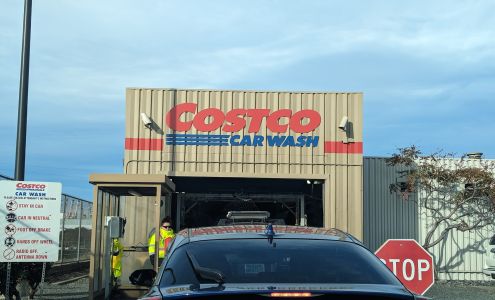 COSTCO
CAR WASH
COSTCO
CAR WASH
STAY IN CAR
CAR IN NEUTRAL
FOOT OFF BRAKE
HANDS OFF WHEEL
RADIO OFF
ANTENNA DOWN
STOP